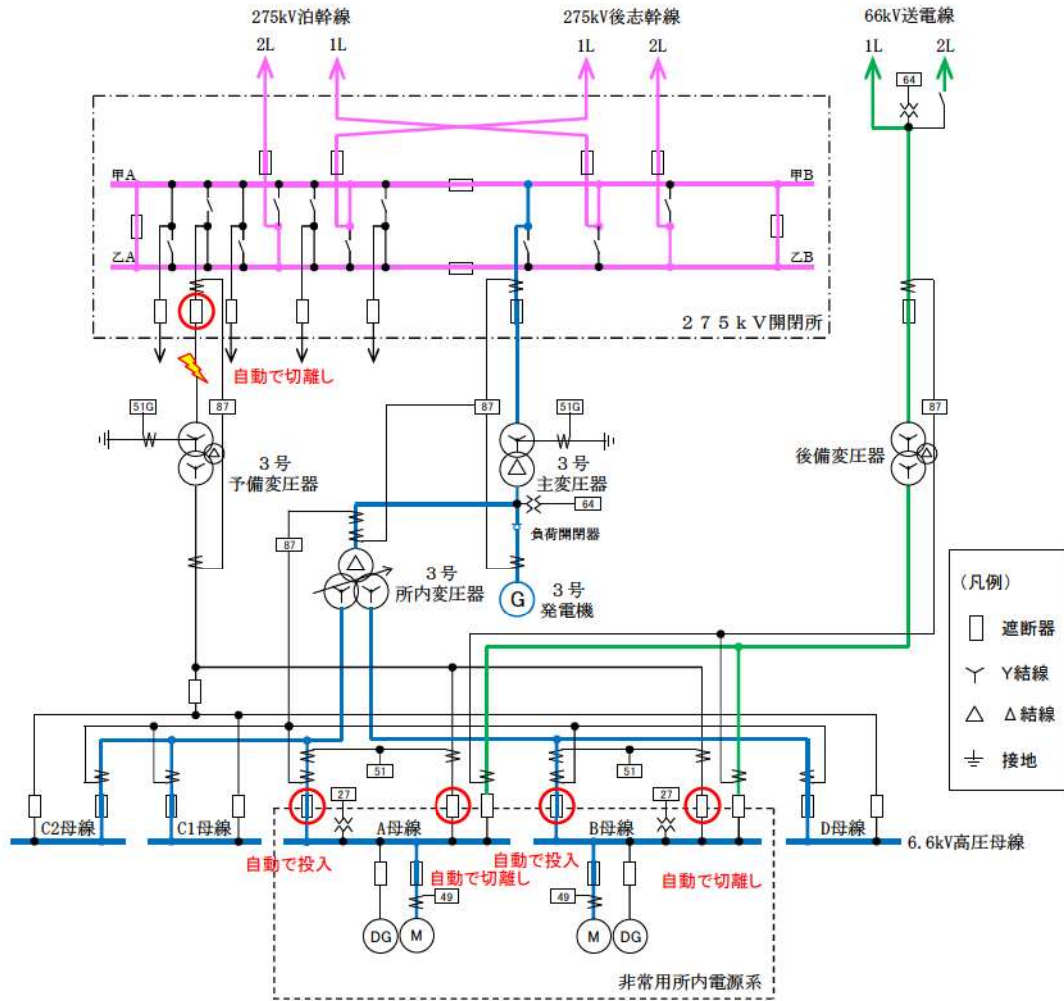 275kV泊幹線
275kV後志幹線
66kV送電線
2L
1L
1L
2L
1L
2L
64
甲A
甲B
乙A
乙B
275kV開閉所
自動で切離し
51G
87
87
51G
87
3号
予備変圧器
3号
主変圧器
後備変圧器
64
負荷開閉器
87
3号
所内変圧器
G
3号
発電機
(凡例)
遮断器
Y結線
Δ結線
接地
51
51
27
27
C2母線
C1母線
A母線
B母線
D母線
6.6kV高圧母線
自動で投入
自動で切離し
自動で投入
自動で切離し
49
49
DG
M
M
DG
非常用所内電源系